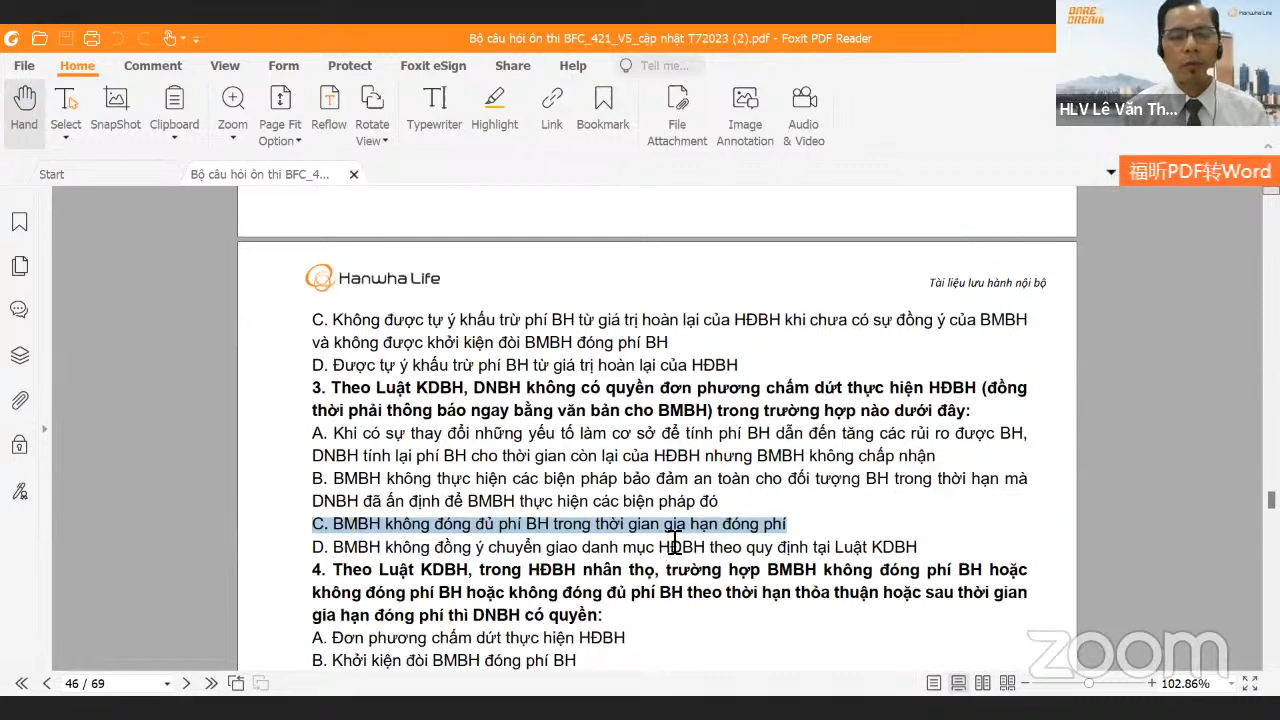 Bộ câu hỏi ôn thi BFC_421_V5_cập nhật T72023 (2).pdf - Foxit PDF Reader
DARE DREAM
Hanwha Life
HLV Lê Văn Th...
File Home Comment View Form Protect Foxit eSign Share Help Tell me...
Hand Select SnapShot Clipboard Zoom Page Fit Option Reflow Rotate View Typewriter Highlight Link Bookmark File Attachment Image Annotation Audio & Video
Start Bộ câu hỏi ôn thi BFC_4...
福昕PDF转Word
Hanwha Life
Tài liệu lưu hành nội bộ
C. Không được tự ý khấu trừ phí BH từ giá trị hoàn lại của HĐBH khi chưa có sự đồng ý của BMBH
và không được khởi kiện đòi BMBH đóng phí BH
D. Được tự ý khấu trừ phí BH từ giá trị hoàn lại của HĐBH
3. Theo Luật KDBH, DNBH không có quyền đơn phương chấm dứt thực hiện HĐBH (đồng
thời phải thông báo ngay bằng văn bản cho BMBH) trong trường hợp nào dưới đây:
A. Khi có sự thay đổi những yếu tố làm cơ sở để tính phí BH dẫn đến tăng các rủi ro được BH,
DNBH tính lại phí BH cho thời gian còn lại của HĐBH nhưng BMBH không chấp nhận
B. BMBH không thực hiện các biện pháp bảo đảm an toàn cho đối tượng BH trong thời hạn mà
DNBH đã ấn định để BMBH thực hiện các biện pháp đó
C. BMBH không đóng đủ phí BH trong thời gian gia hạn đóng phí
D. BMBH không đồng ý chuyển giao danh mục HĐBH theo quy định tại Luật KDBH
4. Theo Luật KDBH, trong HĐBH nhân thọ, trường hợp BMBH không đóng phí BH hoặc
không đóng phí BH hoặc không đóng đủ phí BH theo thời hạn thỏa thuận hoặc sau thời gian
gia hạn đóng phí thì DNBH có quyền:
A. Đơn phương chấm dứt thực hiện HĐBH
B. Khởi kiện đòi BMBH đóng phí BH
zoom
46 / 69
102.86%